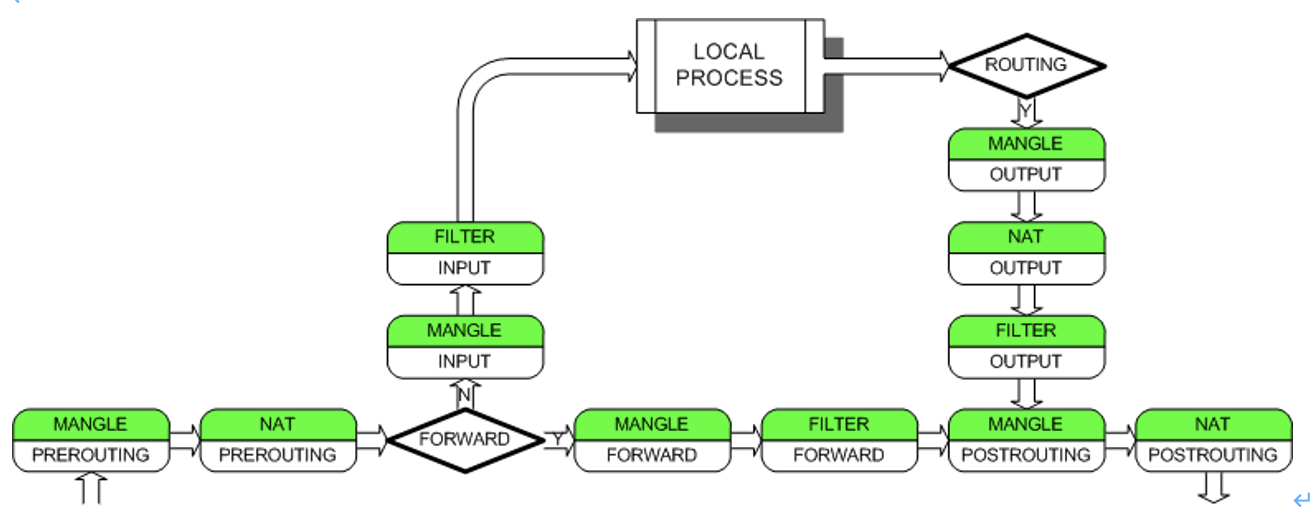 LOCAL
PROCESS
ROUTING
Y
MANGLE
OUTPUT
FILTER
INPUT
NAT
OUTPUT
MANGLE
INPUT
FILTER
OUTPUT
N
MANGLE
PREROUTING
NAT
PREROUTING
FORWARD
Y
MANGLE
FORWARD
FILTER
FORWARD
MANGLE
POSTROUTING
NAT
POSTROUTING